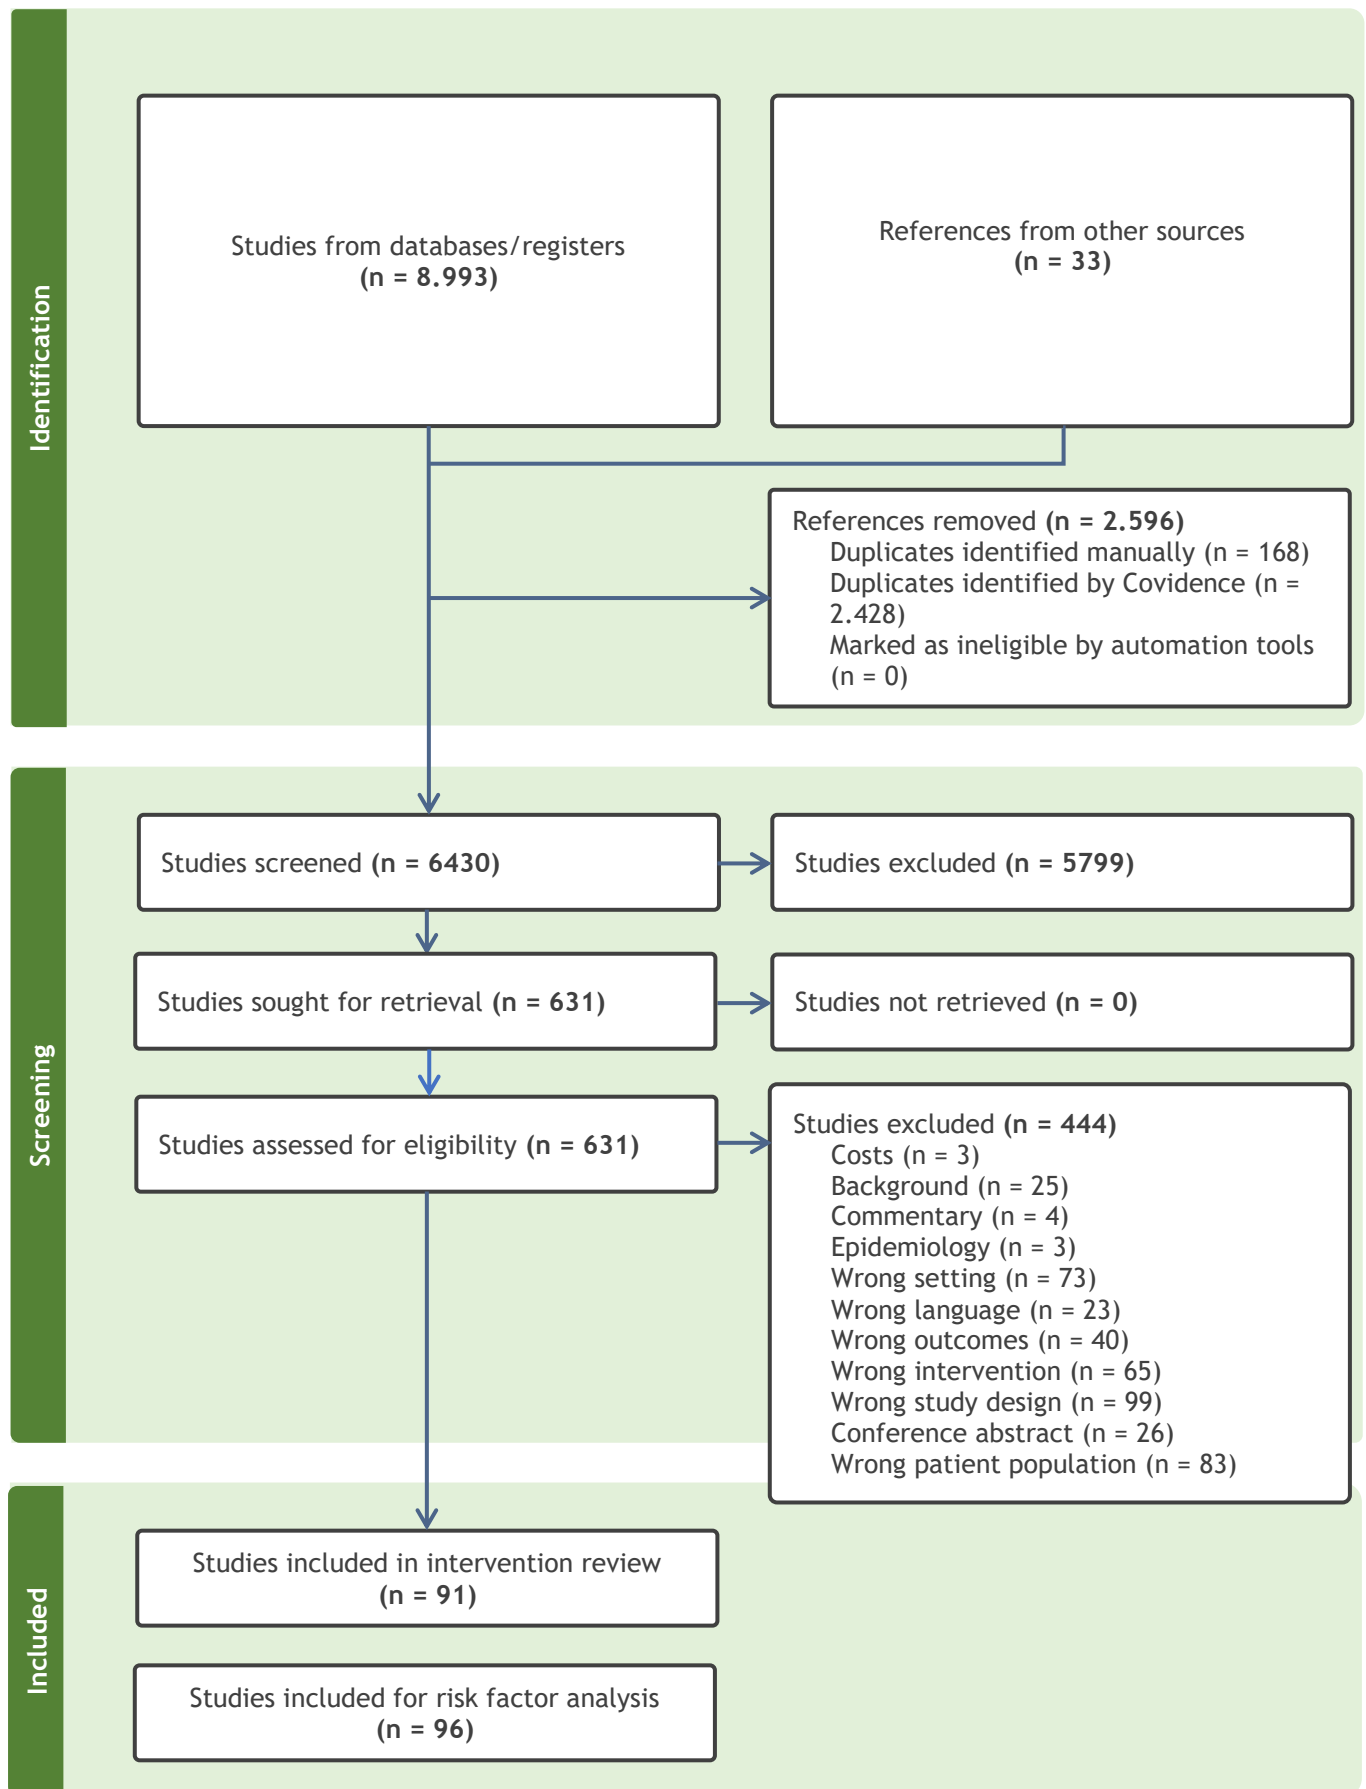 Identification
Studies from databases/registers
(n = 8.993)
References from other sources
(n = 33)
References removed (n = 2.596)
Duplicates identified manually (n = 168)
Duplicates identified by Covidence (n =
2.428)
Marked as ineligible by automation tools
(n = 0)
Screening
Studies screened (n = 6430)
Studies excluded (n = 5799)
Studies sought for retrieval (n = 631)
Studies not retrieved (n = 0)
Studies assessed for eligibility (n = 631)
Studies excluded (n = 444)
Costs (n = 3)
Background (n = 25)
Commentary (n = 4)
Epidemiology (n = 3)
Wrong setting (n = 73)
Wrong language (n = 23)
Wrong outcomes (n = 40)
Wrong intervention (n = 65)
Wrong study design (n = 99)
Conference abstract (n = 26)
Wrong patient population (n = 83)
Included
Studies included in intervention review
(n = 91)
Studies included for risk factor analysis
(n = 96)